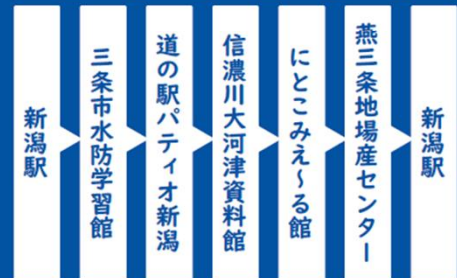 新潟駅
三条市水防学習館
道の駅パティオ新潟
信濃川大河津資料館
にとこみえ～る館
燕三条地場産センター
新潟駅